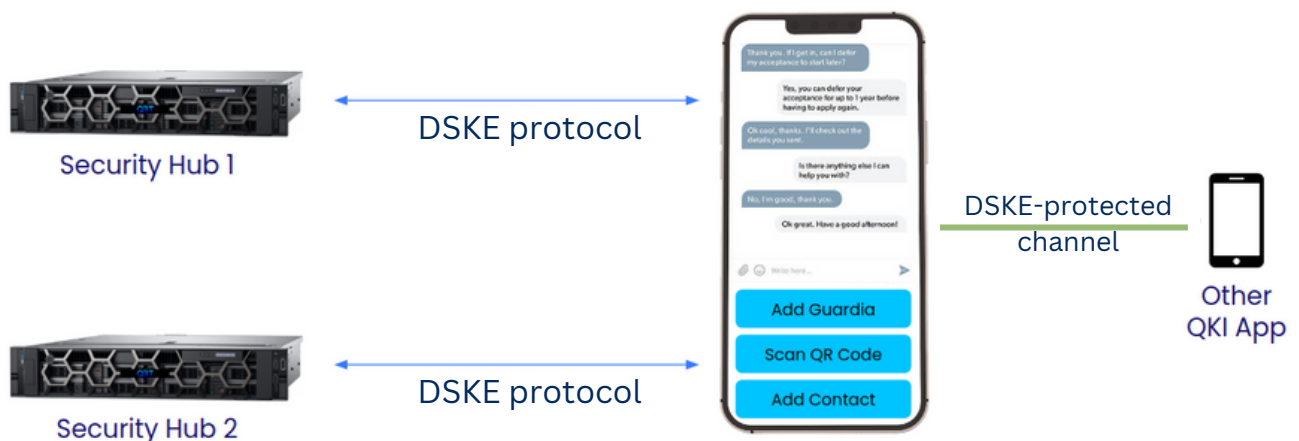 Thank you. If I get in, can I defer
my acceptance to start later?
Yes, you can defer your
acceptance for up to 1 year before
having to apply again.
Ok cool, thanks. I'll check out the
details you sent.
Is there anything else I can
help you with?
No, I'm good, thank you.
Ok great. Have a good afternoon!
Write here...
Add Guardia
Scan QR Code
Add Contact
DSKE protocol
Security Hub 1
DSKE protocol
Security Hub 2
DSKE-protected
channel
Other
QKI App